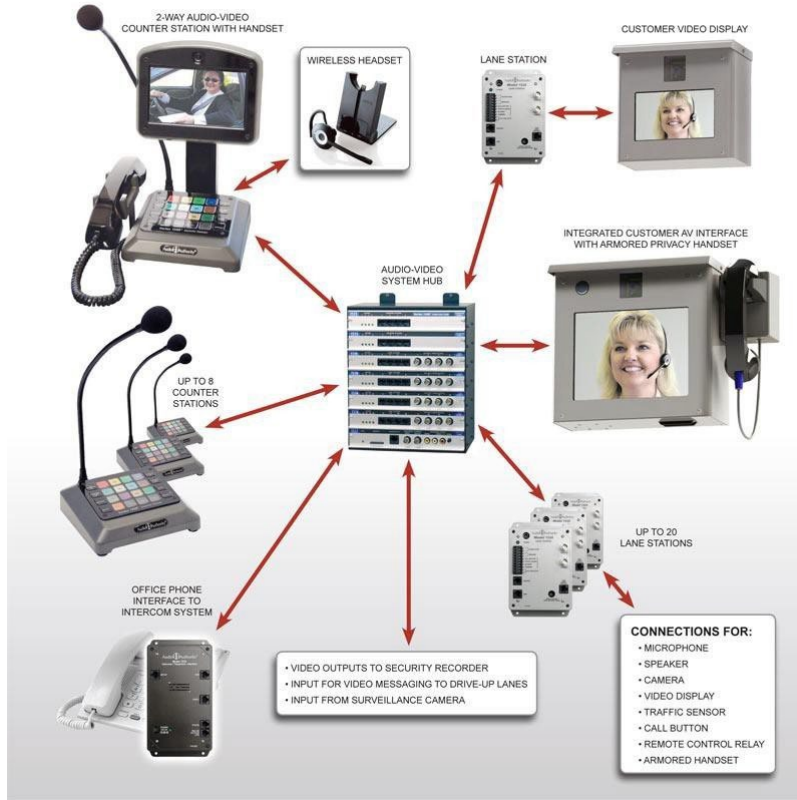 2-WAY AUDIO-VIDEO
COUNTER STATION WITH HANDSET
WIRELESS HEADSET
LANE STATION
CUSTOMER VIDEO DISPLAY
INTEGRATED CUSTOMER AV INTERFACE
WITH ARMORED PRIVACY HANDSET
AUDIO-VIDEO
SYSTEM HUB
UP TO 8
COUNTER
STATIONS
UP TO 20
LANE STATIONS
OFFICE PHONE
INTERFACE TO
INTERCOM SYSTEM
• VIDEO OUTPUTS TO SECURITY RECORDER
• INPUT FOR VIDEO MESSAGING TO DRIVE-UP LANES
• INPUT FROM SURVEILLANCE CAMERA
CONNECTIONS FOR:
• MICROPHONE
• SPEAKER
• CAMERA
• VIDEO DISPLAY
• TRAFFIC SENSOR
• CALL BUTTON
• REMOTE CONTROL RELAY
• ARMORED HANDSET